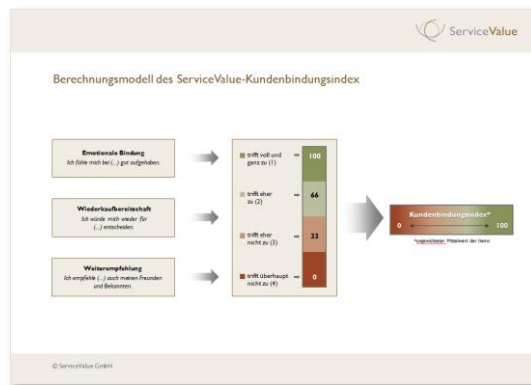 ServiceValue
Berechnungsmodell des ServiceValue-Kundenbindungsindex
Emotionale Bindung
Ich fühle mich bei (...) gut aufgehoben.
Wiederkaufbereitschaft
Ich würde mich wieder für
(...) entscheiden.
Weiterempfehlung
Ich empfehle (...) auch meinen Freunden
und Bekannten.
trifft voll und
ganz zu (1)
=
100
trifft eher
zu (2)
=
66
trifft eher
nicht zu (3)
=
33
trifft überhaupt
nicht zu (4)
=
0
Kundenbindungsindex*
0
100
*ungewichteter Mittelwert der Items
© ServiceValue GmbH